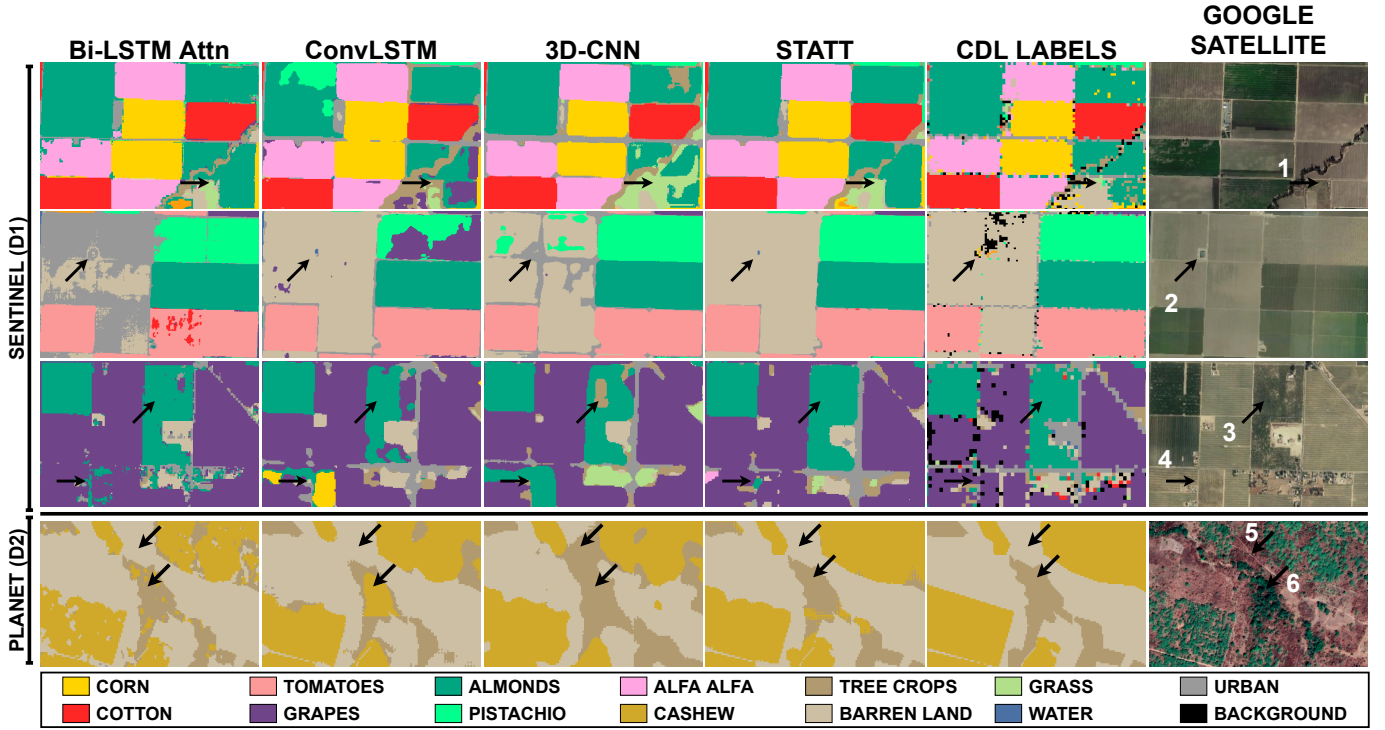 Bi-LSTM Attn ConvLSTM 3D-CNN STATT CDL LABELS GOOGLE SATELLITE
SENTINEL (D1)
1
2
3
4
PLANET (D2)
5
6
CORN TOMATOES ALMONDS ALFA ALFA TREE CROPS GRASS URBAN
COTTON GRAPES PISTACHIO CASHEW BARREN LAND WATER BACKGROUND